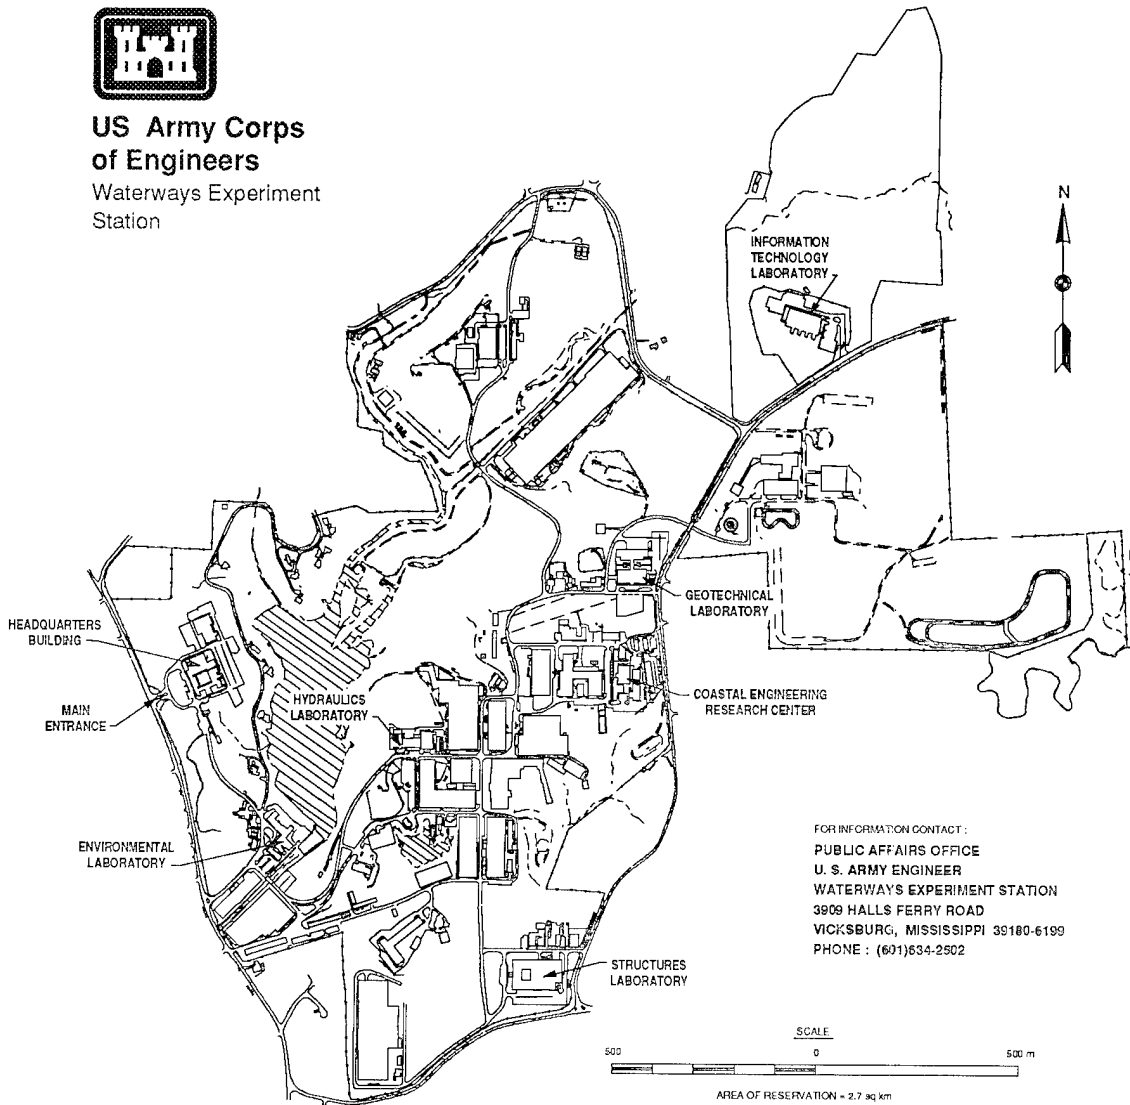 US Army Corps
of Engineers
Waterways Experiment
Station
N
INFORMATION
TECHNOLOGY
LABORATORY
GEOTECHNICAL
LABORATORY
HEADQUARTERS
BUILDING
MAIN
ENTRANCE
HYDRAULICS
LABORATORY
COASTAL ENGINEERING
RESEARCH CENTER
ENVIRONMENTAL
LABORATORY
STRUCTURES
LABORATORY
FOR INFORMATION CONTACT :
PUBLIC AFFAIRS OFFICE
U. S. ARMY ENGINEER
WATERWAYS EXPERIMENT STATION
3909 HALLS FERRY ROAD
VICKSBURG, MISSISSIPPI 39180-6199
PHONE : (601)634-2502
SCALE
500 0 500 m
AREA OF RESERVATION = 2.7 sq km